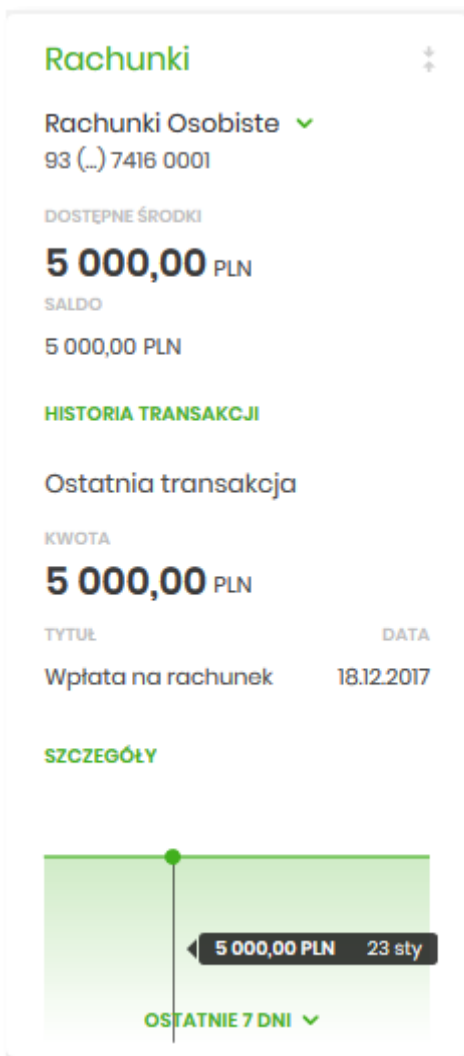 Rachunki
Rachunki Osobiste
93 (...) 7416 0001
DOSTĘPNE ŚRODKI
5 000,00 PLN
SALDO
5 000,00 PLN
HISTORIA TRANSAKCJI
Ostatnia transakcja
KWOTA
5 000,00 PLN
TYTUŁ DATA
Wpłata na rachunek 18.12.2017
SZCZEGÓŁY
5 000,00 PLN 23 sty
OSTATNIE 7 DNI